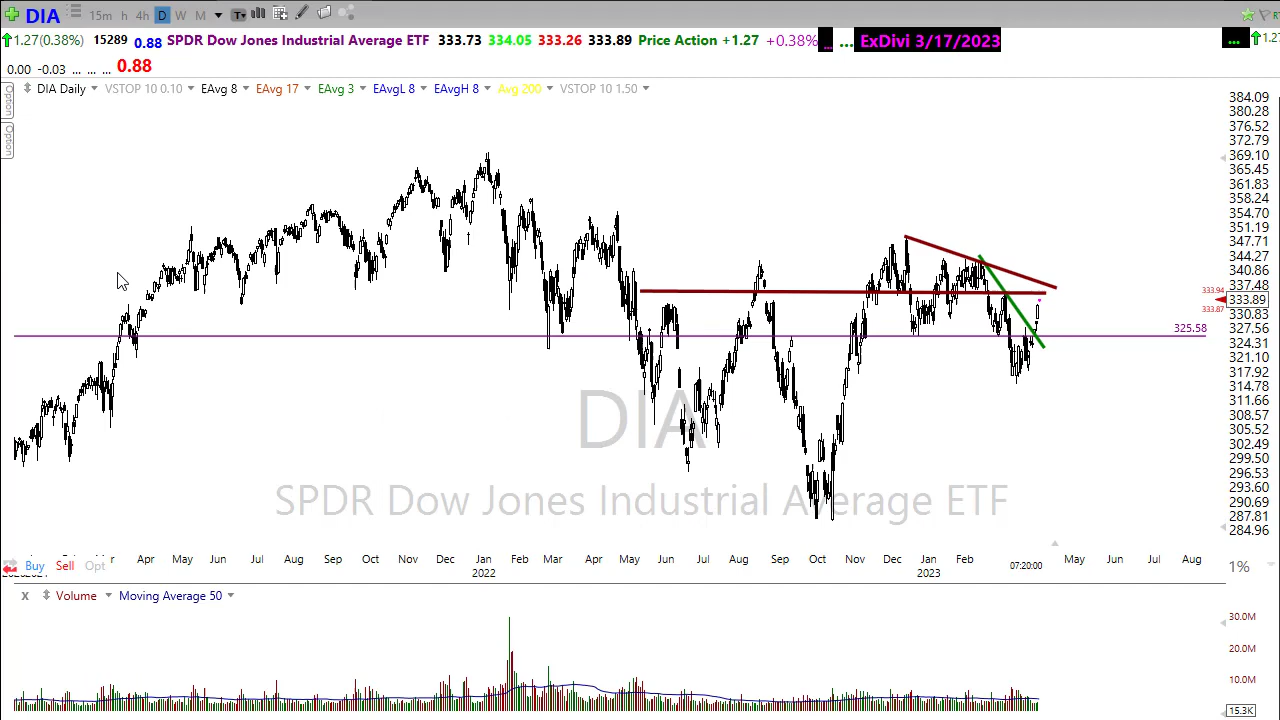 DIA 15m h 4h D W M T
1.27(0.38%) 15289 0.88 SPDR Dow Jones Industrial Average ETF 333.73 334.05 333.26 333.89 Price Action +1.27 +0.38% ... ... ExDivi 3/17/2023 ... 1.27
0.00 -0.03 ... ... ... 0.88
DIA Daily VSTOP 10 0.10 EAvg 8 EAvg 17 EAvg 3 EAvgL 8 EAvgH 8 Avg 200 VSTOP 10 1.50
Option
Option
384.09
380.28
376.52
372.79
369.10
365.45
361.83
358.24
354.70
351.19
347.71
344.27
340.86
337.48
333.94
333.89
333.87
330.83
327.56
325.58
324.31
321.10
317.92
314.78
311.66
308.57
305.52
302.49
299.50
296.53
293.60
290.69
287.81
284.96
DIA
SPDR Dow Jones Industrial Average ETF
Apr May Jun Jul Aug Sep Oct Nov Dec Jan Feb Mar Apr May Jun Jul Aug Sep Oct Nov Dec Jan Feb May Jun Jul Aug
2022 2023 07:20:00
Buy Sell Opt 1%
x Volume Moving Average 50
30.0M
20.0M
10.0M
15.3K